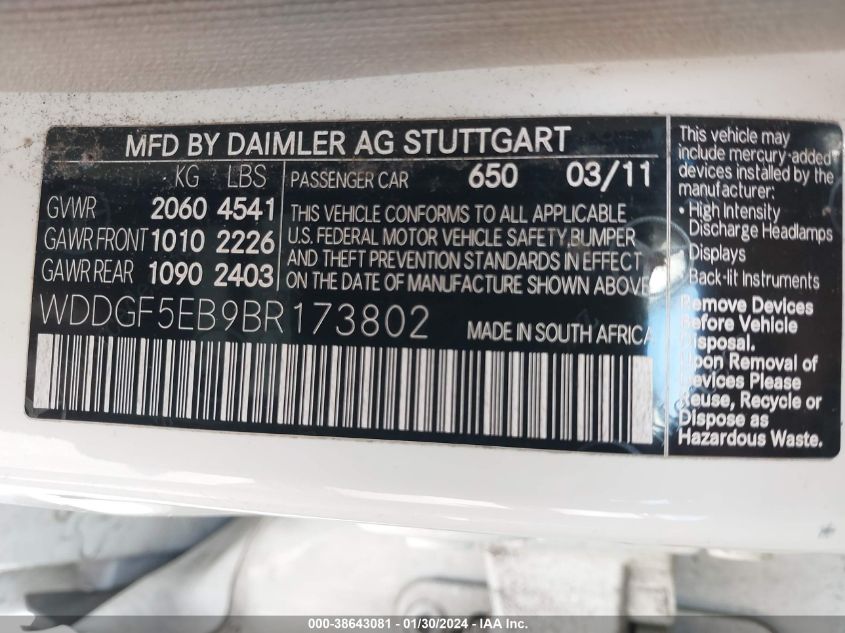 MFD BY DAIMLER AG STUTTGART
KG LBS
GVWR 2060 4541
GAWR FRONT 1010 2226
GAWR REAR 1090 2403
PASSENGER CAR 650 03/11
THIS VEHICLE CONFORMS TO ALL APPLICABLE
U.S. FEDERAL MOTOR VEHICLE SAFETY, BUMPER
AND THEFT PREVENTION STANDARDS IN EFFECT
ON THE DATE OF MANUFACTURE SHOWN ABOVE
WDDGF5EB9BR173802 MADE IN SOUTH AFRICA
This vehicle may
include mercury-added
devices installed by the
manufacturer:
• High Intensity
Discharge Headlamps
• Displays
• Back-lit Instruments
Remove Devices
Before Vehicle
Disposal.
Upon Removal of
Devices Please
Reuse, Recycle or
Dispose as
Hazardous Waste.
000-38643081 - 01/30/2024 - IAA Inc.